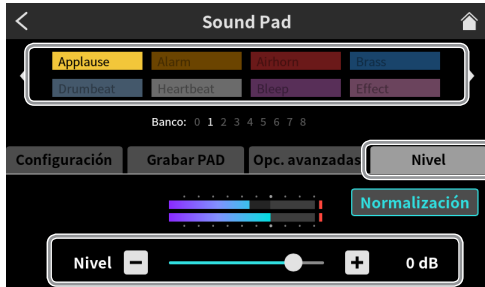 Sound Pad
Applause Alarm Airhorn Brass
Drumbeat Heartbeat Bleep Effect
Banco: 0 1 2 3 4 5 6 7 8
Configuración Grabar PAD Opc. avanzadas Nivel
Normalización
Nivel 0 dB